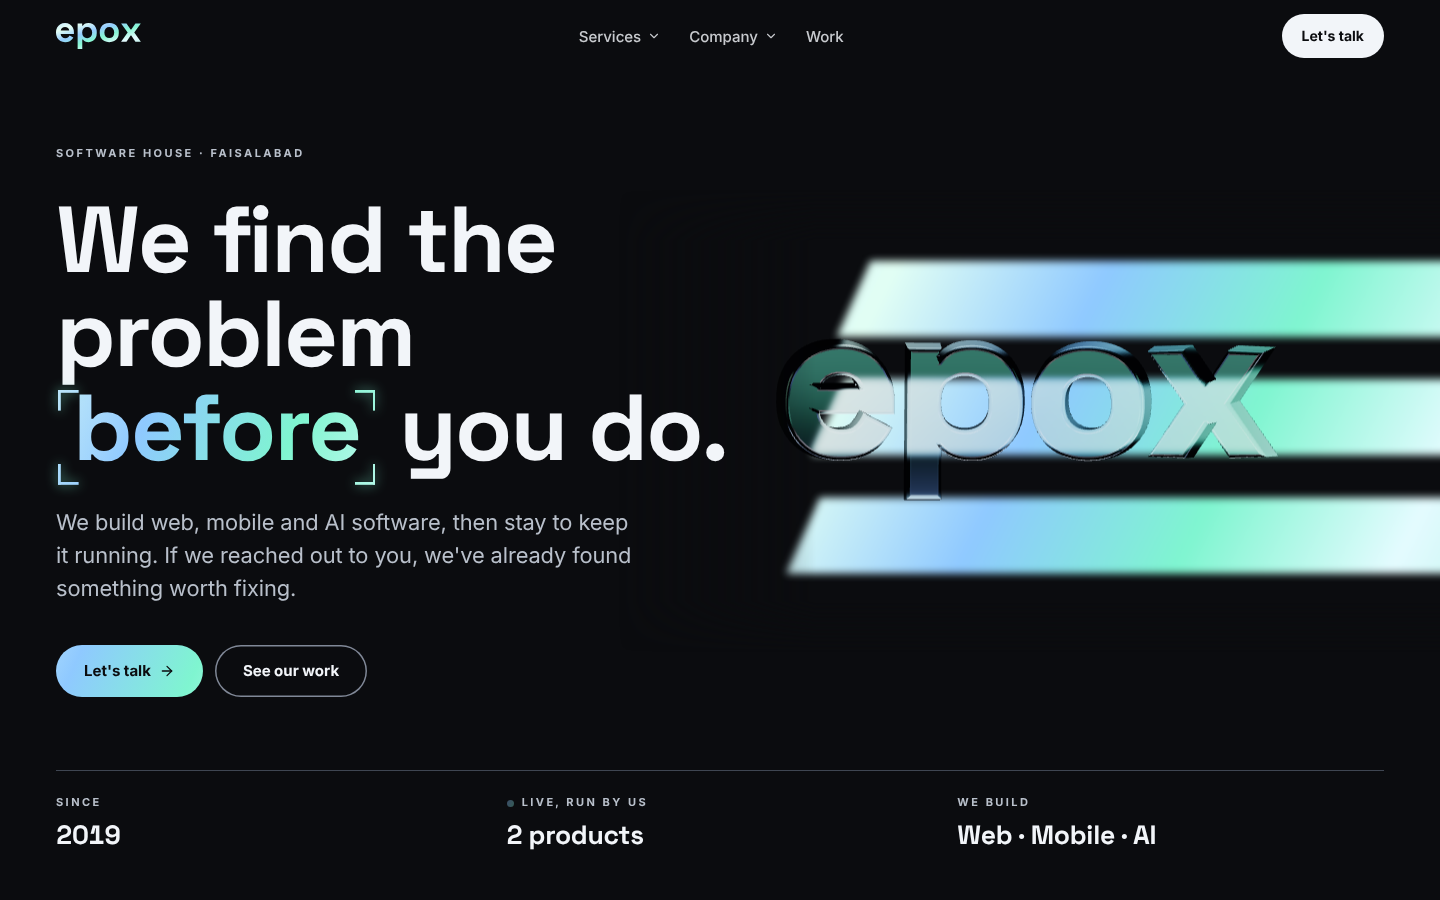 epox
Services
Company
Work
Let's talk
SOFTWARE HOUSE · FAISALABAD
We find the
problem
before you do.
epox
We build web, mobile and AI software, then stay to keep
it running. If we reached out to you, we've already found
something worth fixing.
Let's talk →
See our work
SINCE
2019
LIVE, RUN BY US
2 products
WE BUILD
Web · Mobile · AI